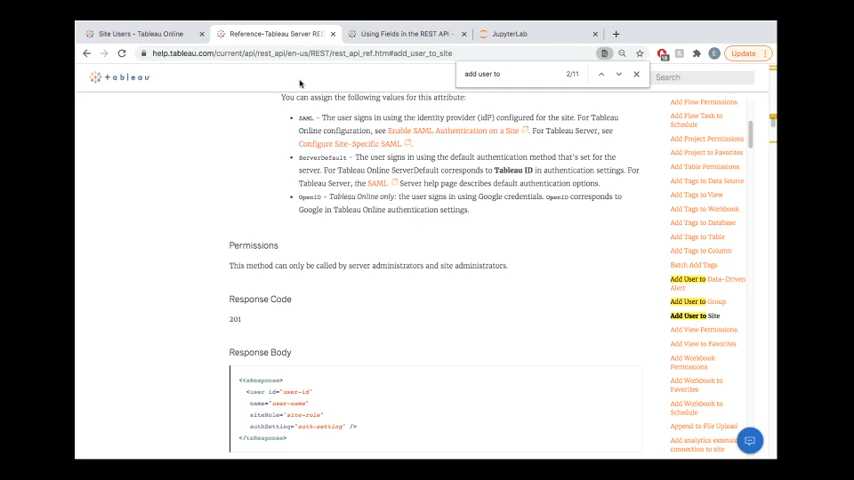 Site Users - Tableau Online
Reference-Tableau Server RES
Using Fields in the REST API -
JupyterLab
help.tableau.com/current/api/rest_api/en-us/REST/rest_api_ref.htm#add_user_to_site
E
Update
add user to
2/11
+ a b l e a u
Search
You can assign the following values for this attribute:
SAML - The user signs in using the identity provider (idP) configured for the site. For Tableau
Online configuration, see Enable SAML Authentication on a Site . For Tableau Server, see
Configure Site-Specific SAML .
ServerDefault - The user signs in using the default authentication method that's set for the
server. For Tableau Online ServerDefault corresponds to Tableau ID in authentication settings. For
Tableau Server, the SAML Server help page describes default authentication options.
OpenID - Tableau Online only: the user signs in using Google credentials. OpenID corresponds to
Google in Tableau Online authentication settings.
Permissions
This method can only be called by server administrators and site administrators.
Response Code
201
Response Body
<tsResponse>
<user id="user-id"
name="user-name"
siteRole="site-role"
authSetting="auth-setting" />
</tsResponse>
Add Flow Permissions
Add Flow Task to
Schedule
Add Project Permissions
Add Project to Favorites
Add Table Permissions
Add Tags to Data Source
Add Tags to View
Add Tags to Workbook
Add Tags to Database
Add Tags to Table
Add Tags to Column
Batch Add Tags
Add User to Data-Driven
Alert
Add User to Group
Add User to Site
Add View Permissions
Add View to Favorites
Add Workbook
Permissions
Add Workbook to
Favorites
Add Workbook to
Schedule
Append to File Upload
Add analytics extension
connection to site